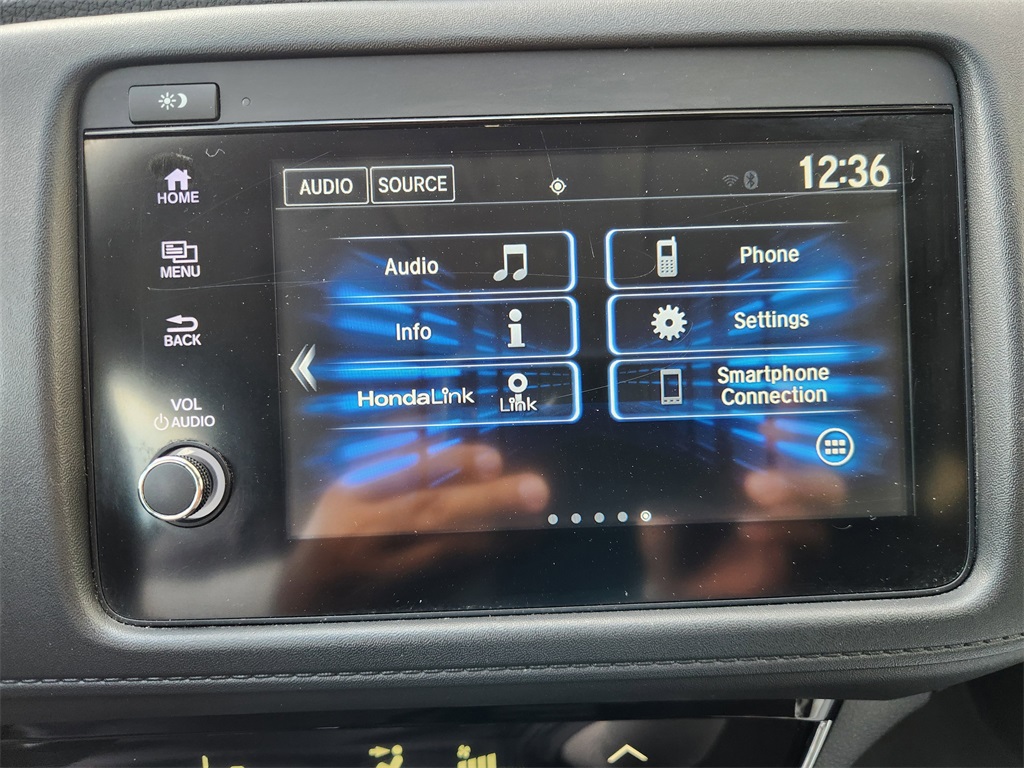 HOME
MENU
BACK
VOL
AUDIO
AUDIO SOURCE 12:36
Audio
Phone
Info
Settings
HondaLink
Link
Smartphone
Connection